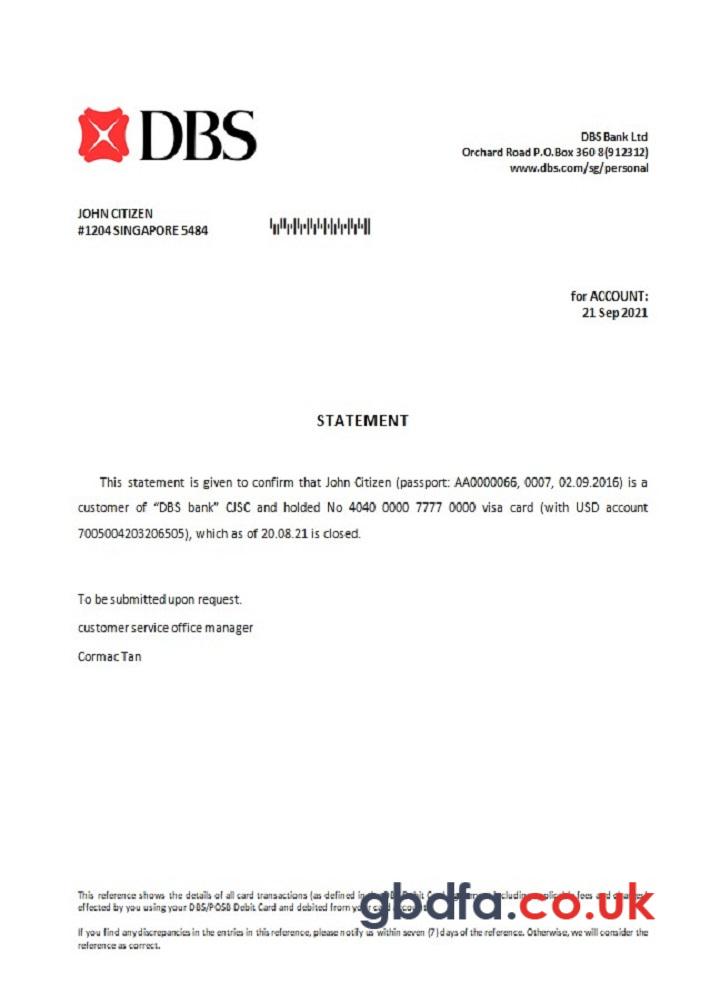 DBS
DBS Bank Ltd
Orchard Road P.O.Box 360 8(912312)
www.dbs.com/sg/personal
JOHN CITIZEN
#1204 SINGAPORE 5484
for ACCOUNT:
21 Sep 2021
STATEMENT
This statement is given to confirm that John Citizen (passport: AA0000066, 0007, 02.09.2016) is a
customer of “DBS bank” CJSC and holded No 4040 0000 7777 0000 visa card (with USD account
7005004203206505), which as of 20.08.21 is closed.
To be submitted upon request.
customer service office manager
Cormac Tan
This reference shows the details of all card transactions (as defined in
effected by you using your DBS/POSB Debit Card and debited from your card
gbdfa.co.uk
If you find any discrepancies in the entries in this reference, please notify us within seven (7) days of the reference. Otherwise, we will consider the
reference as correct.